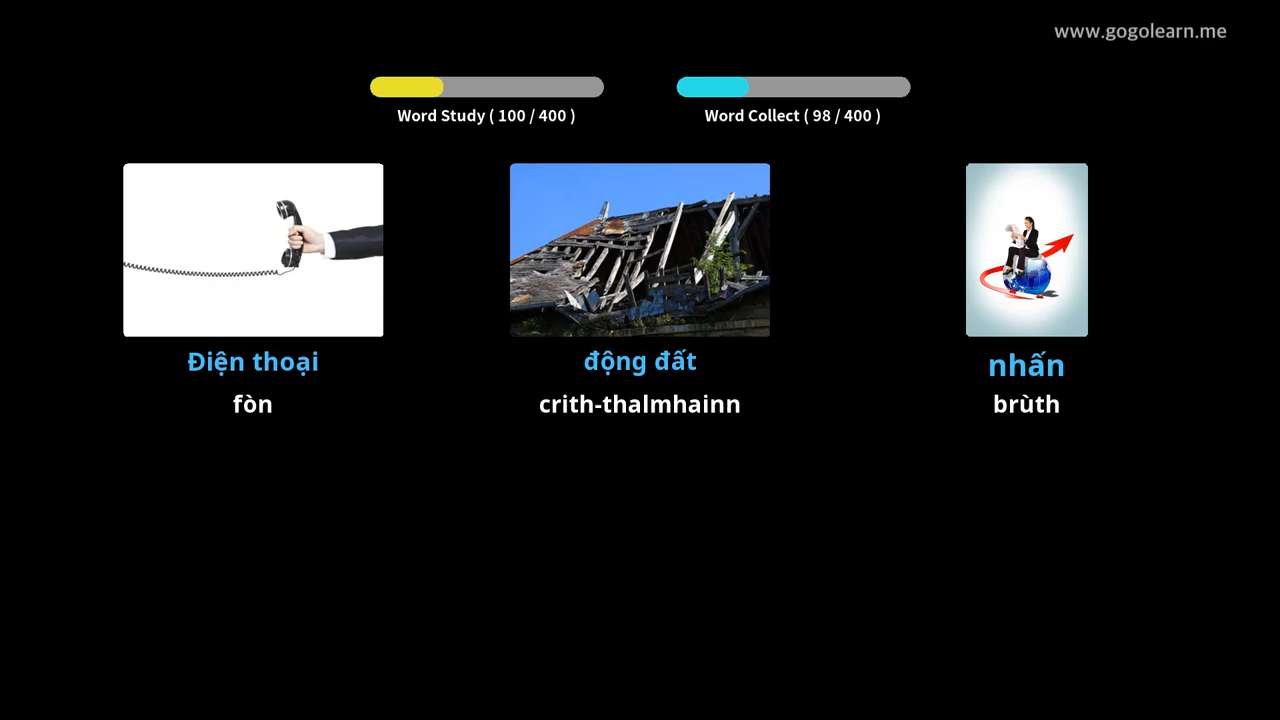 www.gogolearn.me
Word Study ( 100 / 400 )
Word Collect ( 98 / 400 )
Điện thoại
fòn
động đất
crith-thalmhainn
nhấn
brùth